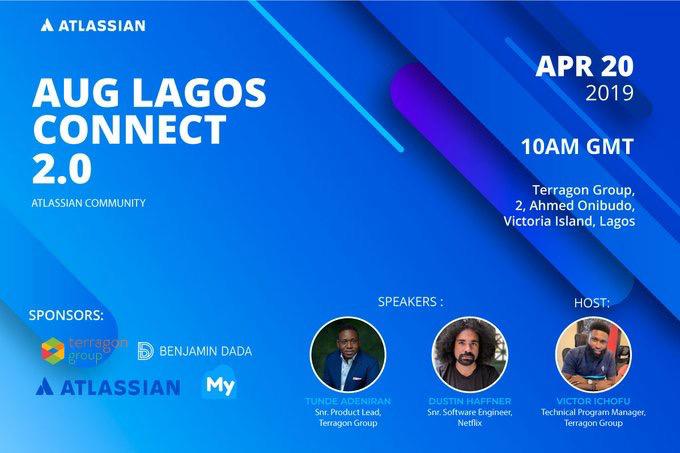 ATLASSIAN
AUG LAGOS
CONNECT
2.0
ATLASSIAN COMMUNITY
APR 20
2019
10AM GMT
Terragon Group,
2, Ahmed Onibudo,
Victoria Island, Lagos
SPONSORS:
terragon
group
BENJAMIN DADA
ATLASSIAN
My
SPEAKERS :
TUNDE ADENIRAN
Snr. Product Lead,
Terragon Group
DUSTIN HAFFNER
Snr. Software Engineer,
Netflix
HOST:
VICTOR ICHOFU
Technical Program Manager,
Terragon Group